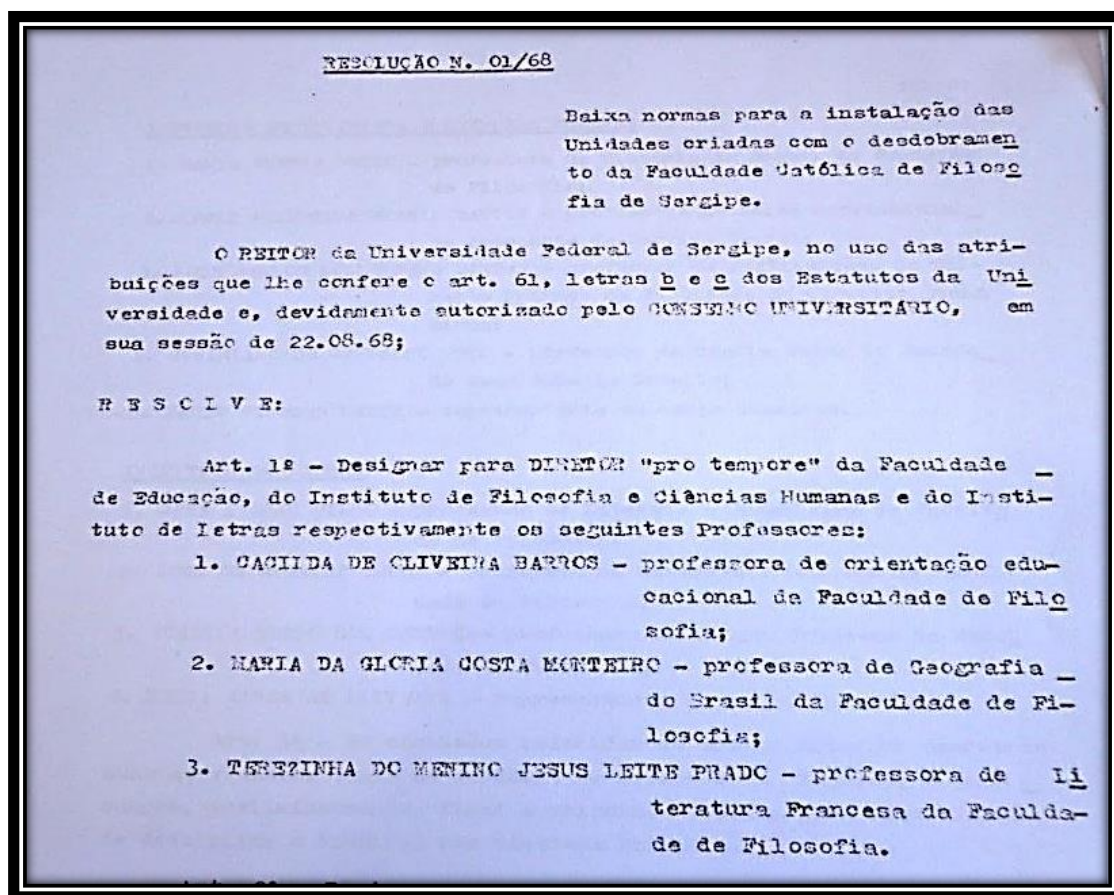 RESOLUÇÃO N. 01/68
Baixa normas para a instalação das
Unidades criadas com o desdobramen
to da Faculdade Católica de Filoso
fia de Sergipe.
O REITOR da Universidade Federal de Sergipe, no uso das atri-
buições que lhe confere o art. 61, letras b e c dos Estatutos da Uni
versidade e, devidamente autorizado pelo CONSELHO UNIVERSITÁRIO, em
sua sessão de 22.08.68;
R E S O L V E:
Art. 1º - Designar para DIRETOR "pro tempore" da Faculdade _
de Educação, do Instituto de Filosofia e Ciências Humanas e do Insti-
tuto de Letras respectivamente os seguintes Professores:
1. CACILDA DE OLIVEIRA BARROS - professora de orientação edu-
cacional da Faculdade de Filo
sofia;
2. MARIA DA GLORIA COSTA MONTEIRO - professora de Geografia _
do Brasil da Faculdade de Fi-
losofia;
3. TEREZINHA DO MENINO JESUS LEITE PRADO - professora de Li
teratura Francesa da Faculda-
de de Filosofia.